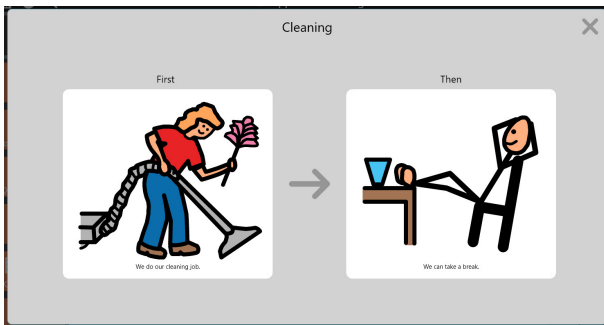 Cleaning
First
Then
We do our cleaning job.
We can take a break.